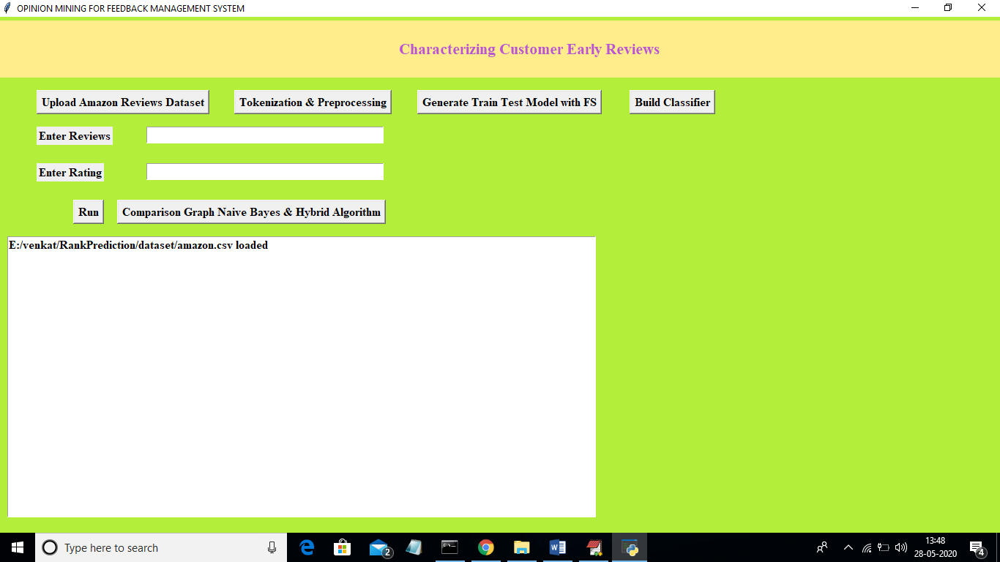 OPINION MINING FOR FEEDBACK MANAGEMENT SYSTEM
Characterizing Customer Early Reviews
Upload Amazon Reviews Dataset
Tokenization & Preprocessing
Generate Train Test Model with FS
Build Classifier
Enter Reviews
Enter Rating
Run
Comparison Graph Naive Bayes & Hybrid Algorithm
E:/venkat/RankPrediction/dataset/amazon.csv loaded
Type here to search
2
13:48
28-05-2020
4